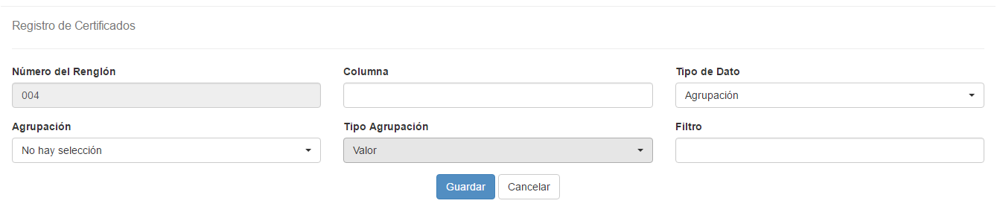 Registro de Certificados
Número del Renglón Columna Tipo de Dato
004 Agrupación
Agrupación Tipo Agrupación Filtro
No hay selección Valor
Guardar Cancelar